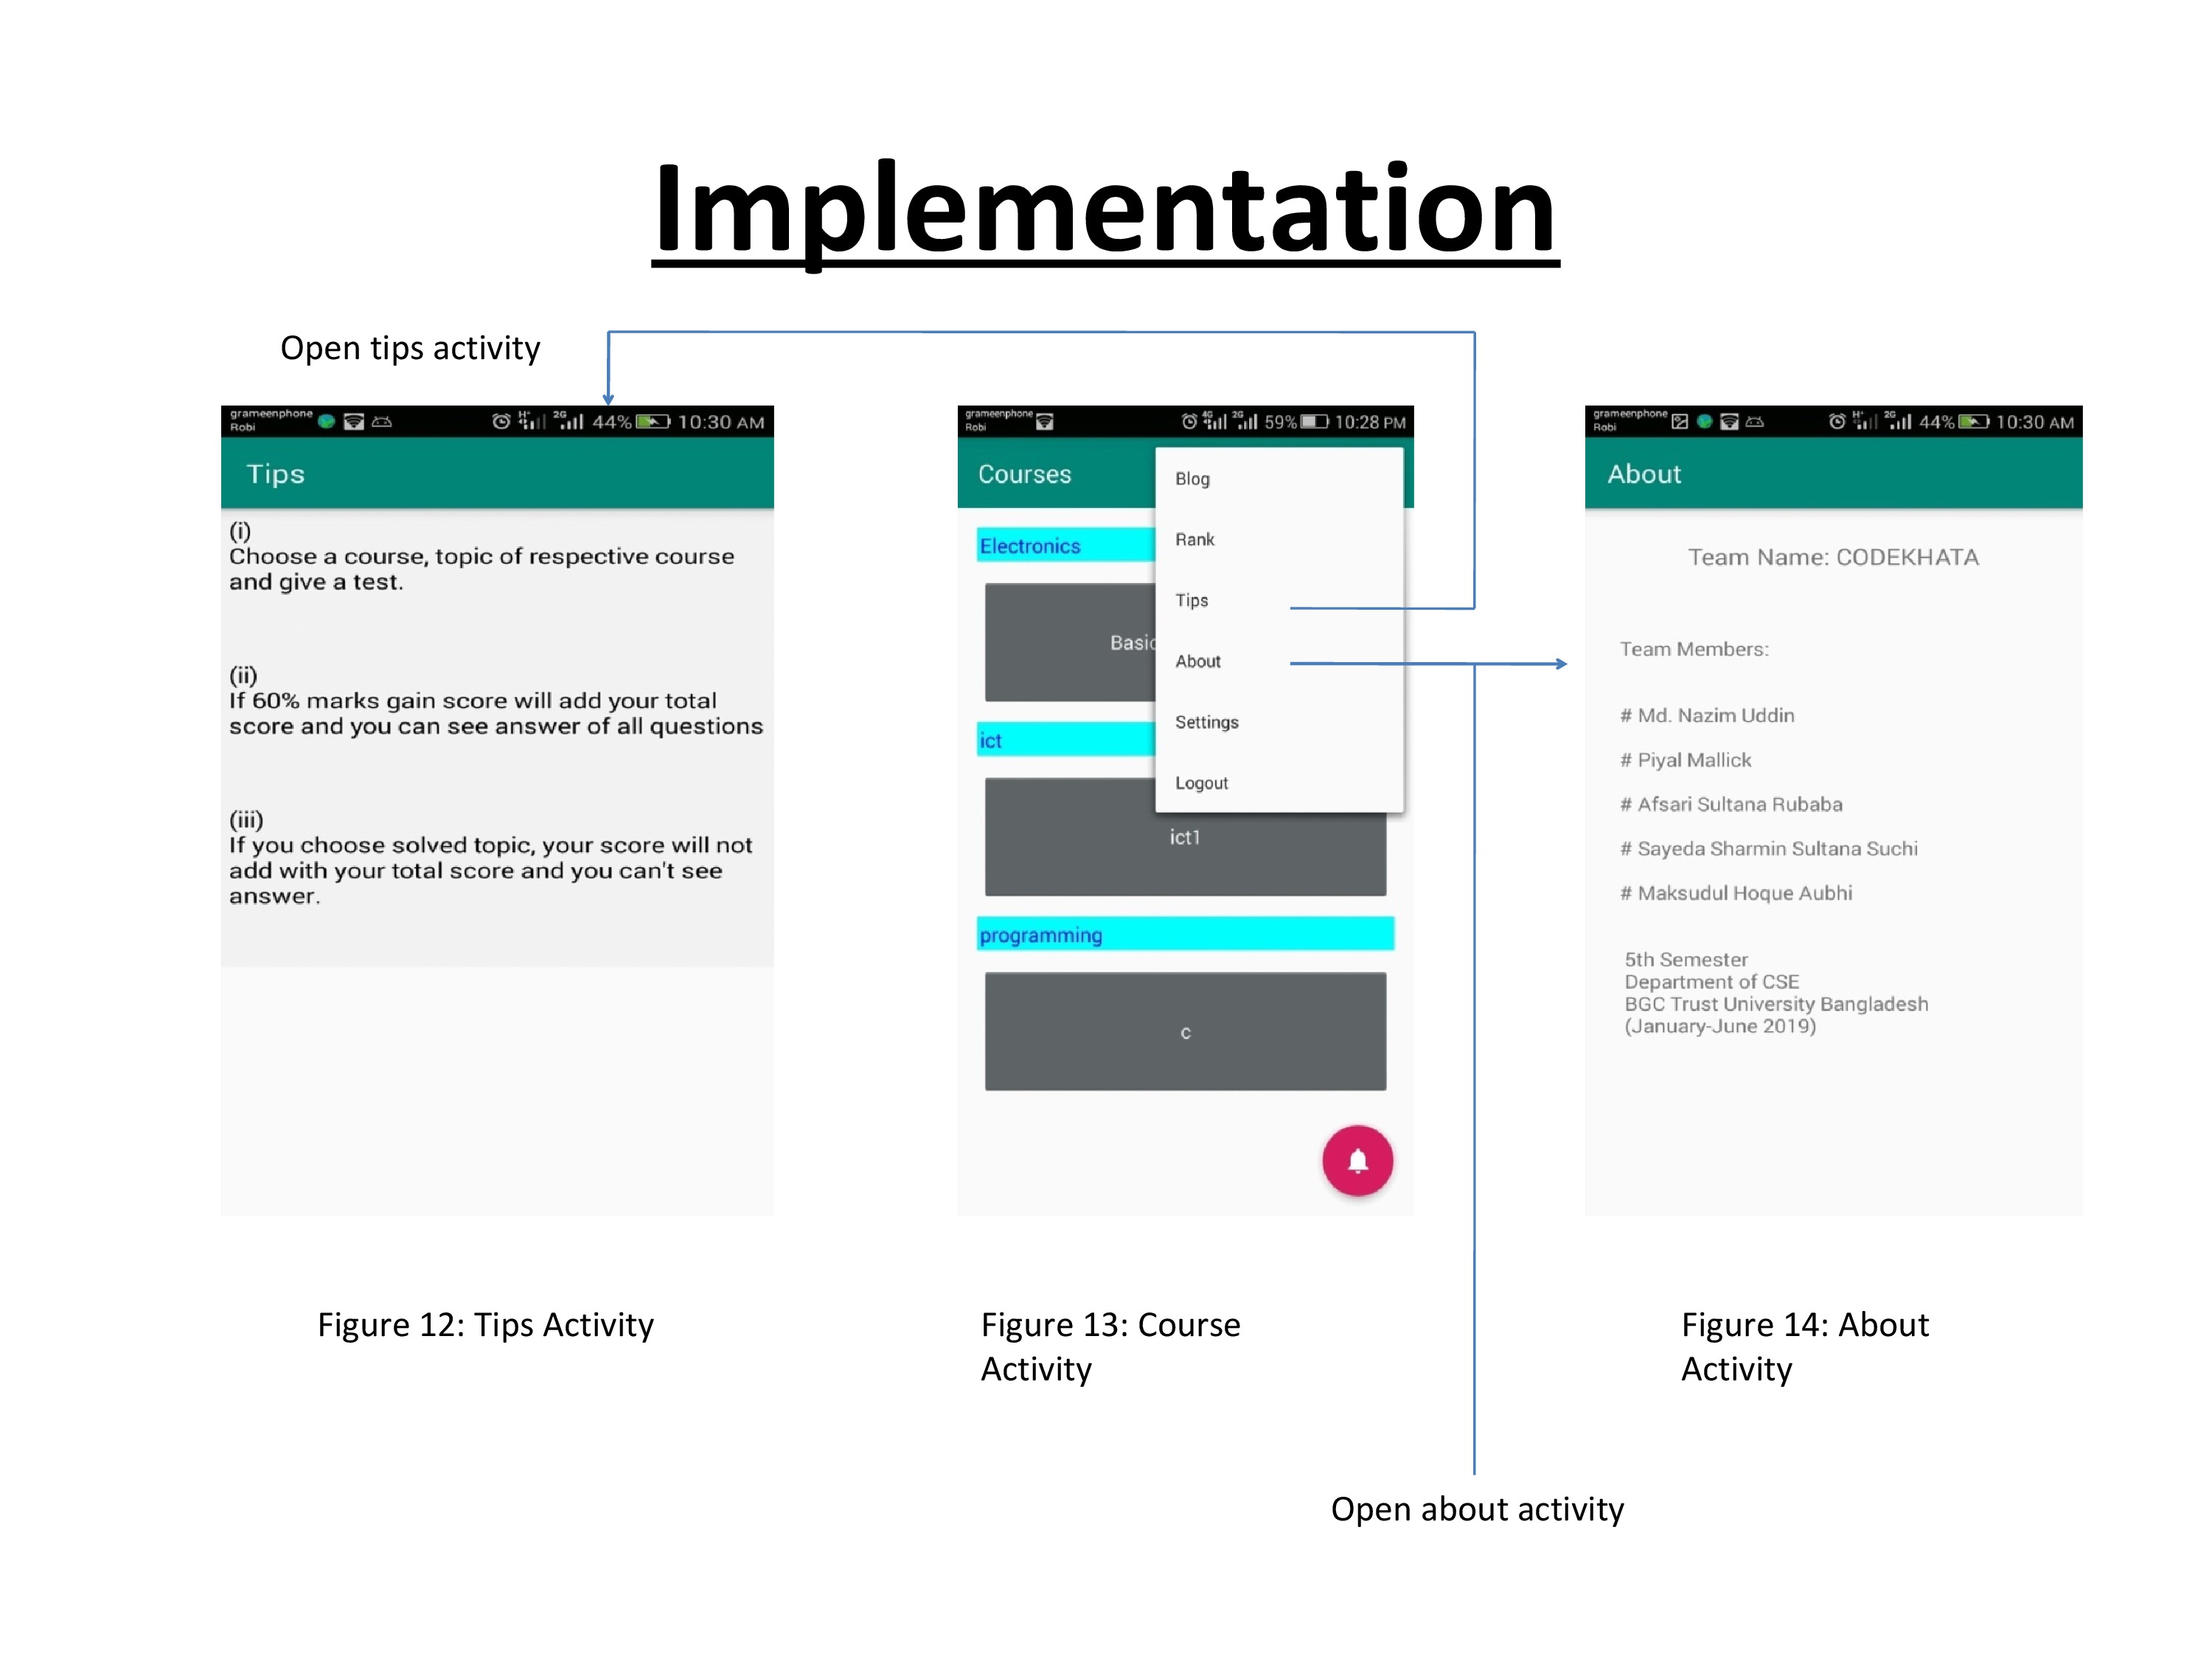 Implementation
Open tips activity
grameenphone
Robi
H+
2G
44%
10:30 AM
Tips
(i)
Choose a course, topic of respective course
and give a test.
(ii)
If 60% marks gain score will add your total
score and you can see answer of all questions
(iii)
If you choose solved topic, your score will not
add with your total score and you can't see
answer.
Figure 12: Tips Activity
grameenphone
Robi
4G
2G
59%
10:28 PM
Courses
Blog
Rank
Tips
About
Settings
Logout
Electronics
Basic
ict
ict1
programming
c
Figure 13: Course
Activity
grameenphone
Robi
H+
2G
44%
10:30 AM
About
Team Name: CODEKHATA
Team Members:
# Md. Nazim Uddin
# Piyal Mallick
# Afsari Sultana Rubaba
# Sayeda Sharmin Sultana Suchi
# Maksudul Hoque Aubhi
5th Semester
Department of CSE
BGC Trust University Bangladesh
(January-June 2019)
Figure 14: About
Activity
Open about activity